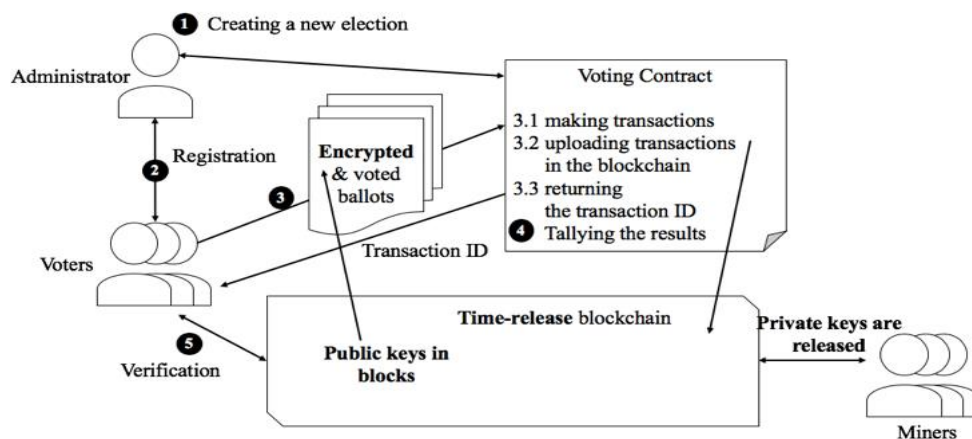 1 Creating a new election
Administrator
Voting Contract
3.1 making transactions
3.2 uploading transactions
in the blockchain
3.3 returning
the transaction ID
4 Tallying the results
2 Registration
3
Encrypted
& voted
ballots
Transaction ID
Voters
5
Verification
Time-release blockchain
Public keys in
blocks
Private keys are
released
Miners